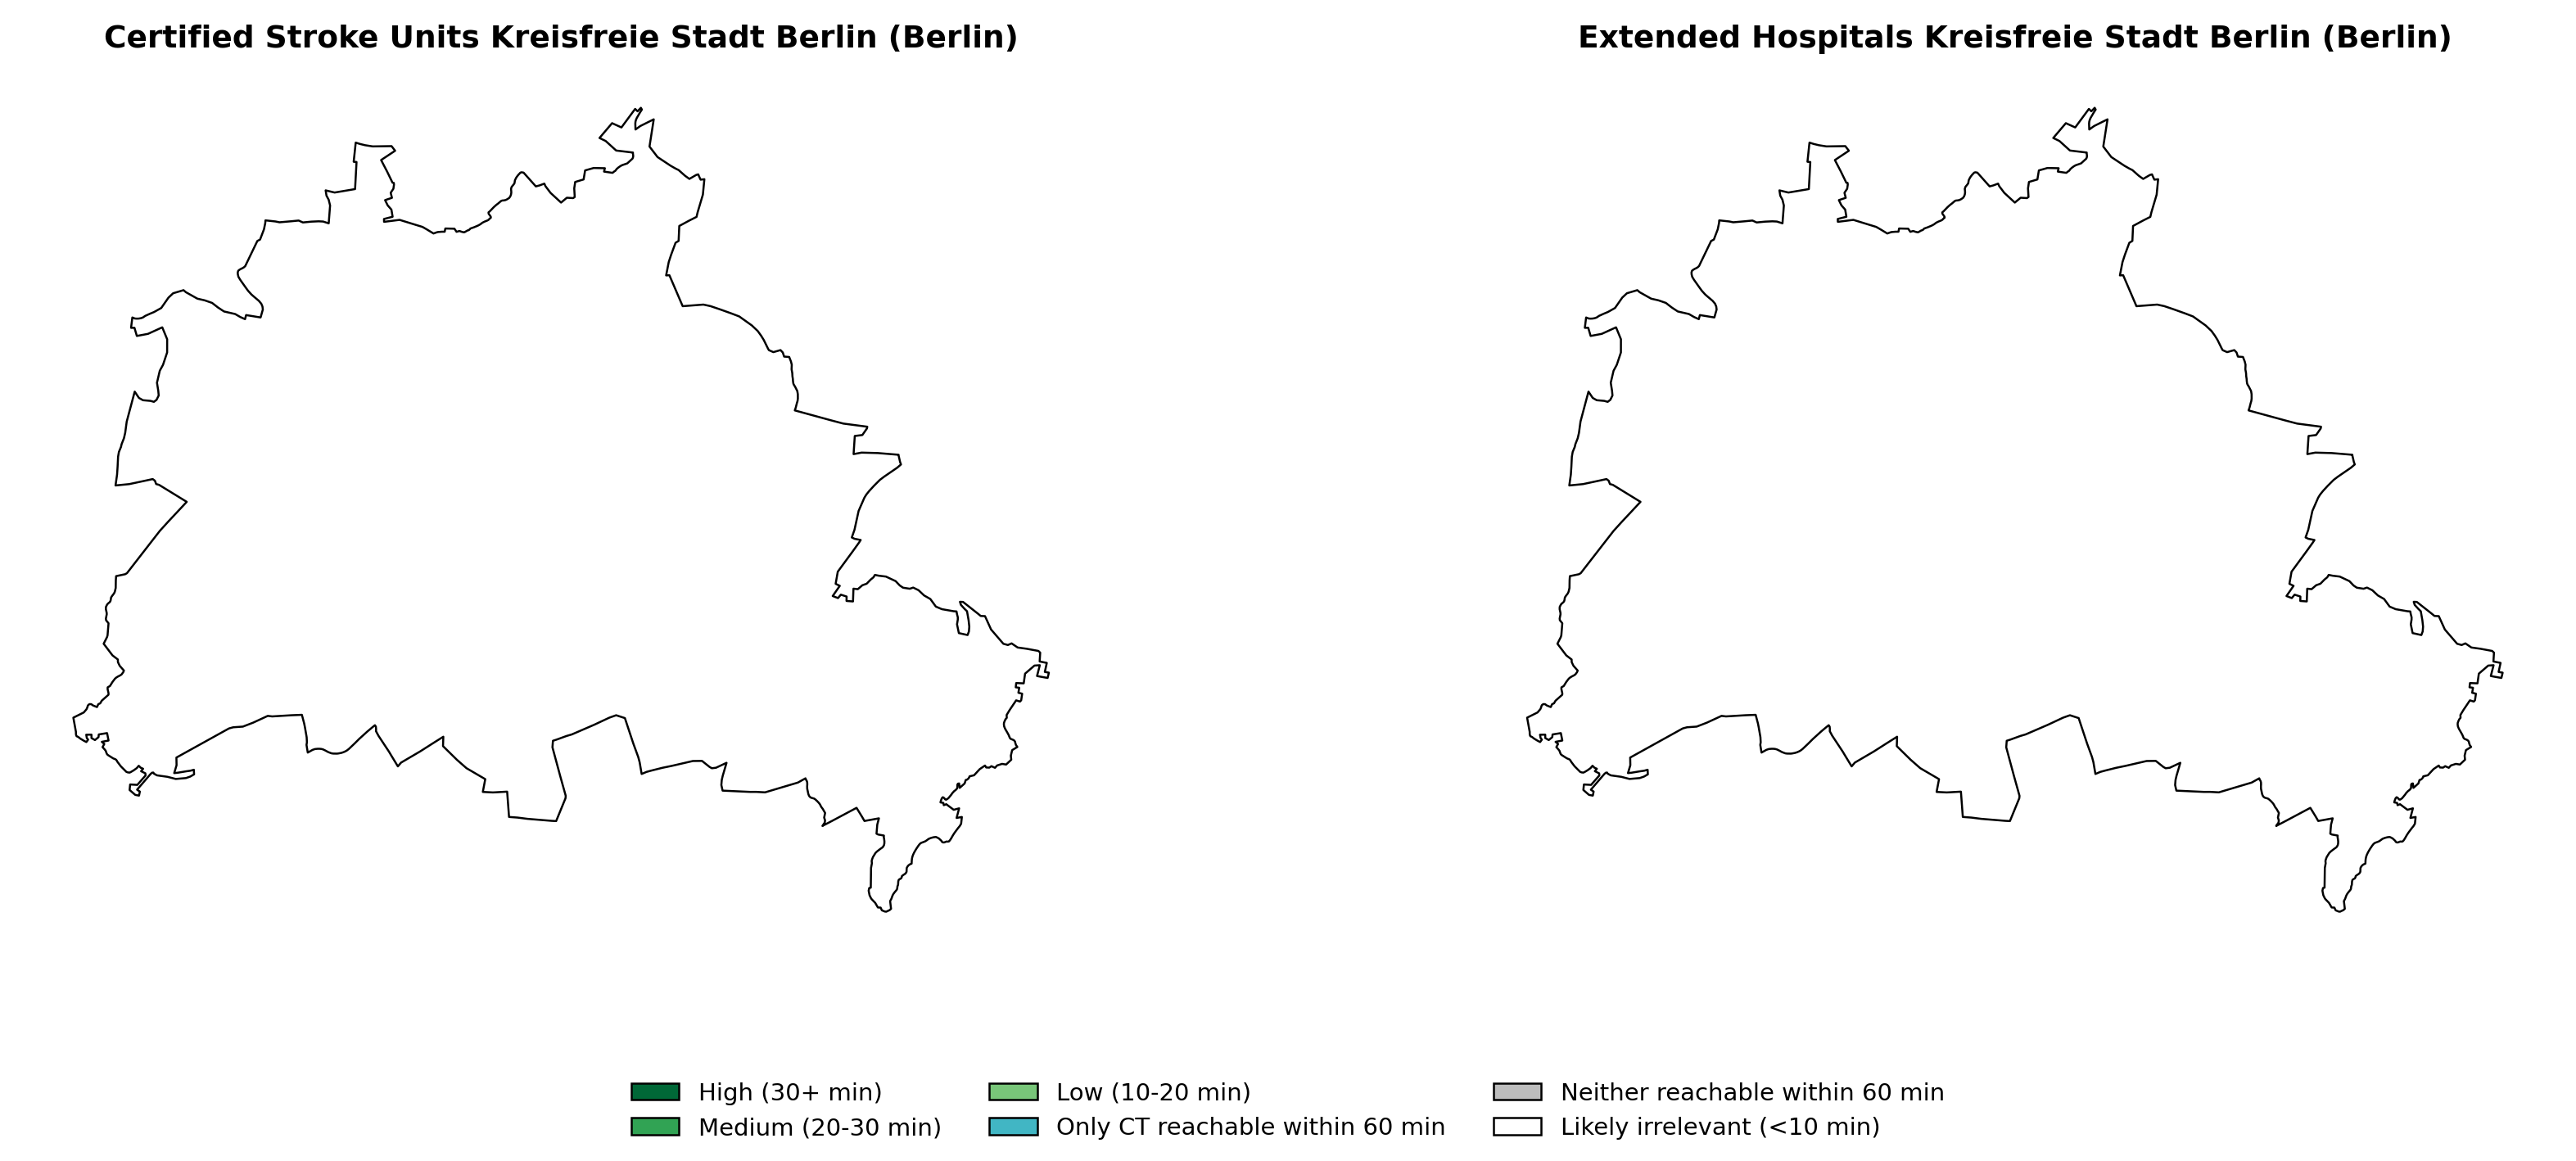 Certified Stroke Units Kreisfreie Stadt Berlin (Berlin)
Extended Hospitals Kreisfreie Stadt Berlin (Berlin)
High (30+ min)
Medium (20-30 min)
Low (10-20 min)
Only CT reachable within 60 min
Neither reachable within 60 min
Likely irrelevant (<10 min)